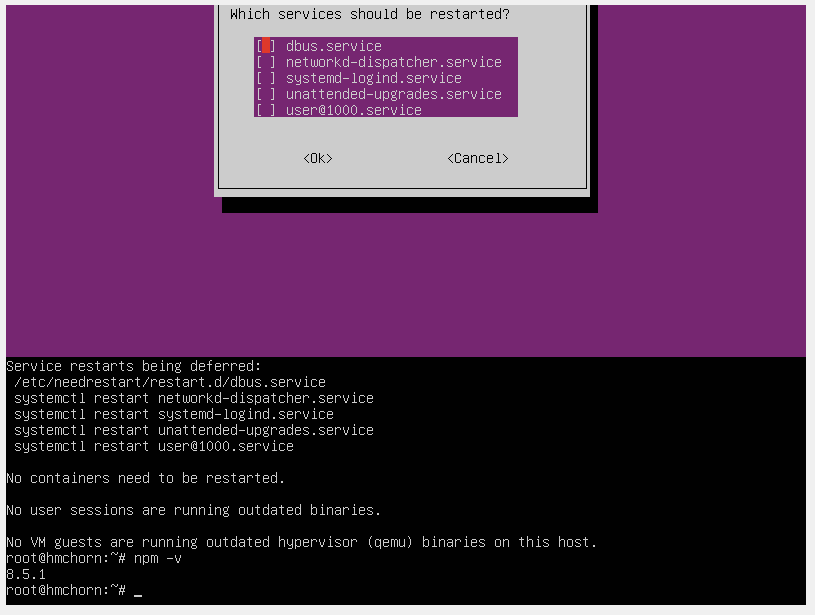 Which services should be restarted?
[ ] dbus.service
[ ] networkd-dispatcher.service
[ ] systemd-logind.service
[ ] unattended-upgrades.service
[ ] user@1000.service
<Ok> <Cancel>
Service restarts being deferred:
/etc/needrestart/restart.d/dbus.service
systemctl restart networkd-dispatcher.service
systemctl restart systemd-logind.service
systemctl restart unattended-upgrades.service
systemctl restart user@1000.service
No containers need to be restarted.
No user sessions are running outdated binaries.
No VM guests are running outdated hypervisor (qemu) binaries on this host.
root@hmchorn:~# npm -v
8.5.1
root@hmchorn:~# _